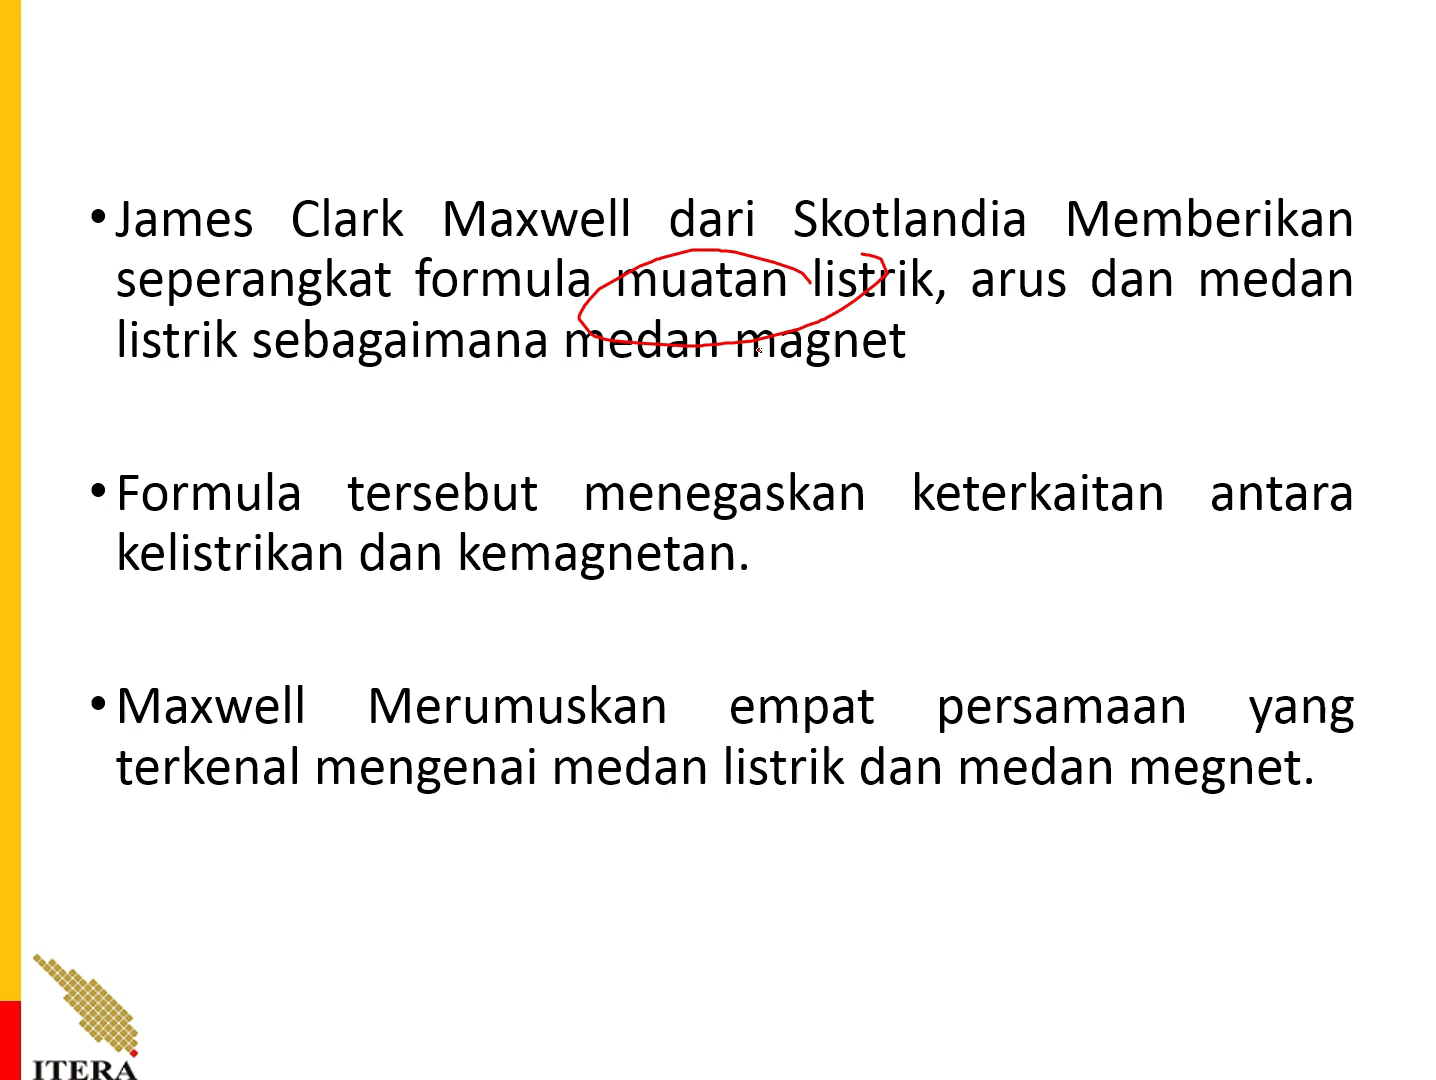 • James Clark Maxwell dari Skotlandia Memberikan
seperangkat formula muatan listrik, arus dan medan
listrik sebagaimana medan magnet
• Formula tersebut menegaskan keterkaitan antara
kelistrikan dan kemagnetan.
• Maxwell Merumuskan empat persamaan yang
terkenal mengenai medan listrik dan medan megnet.
ITERA